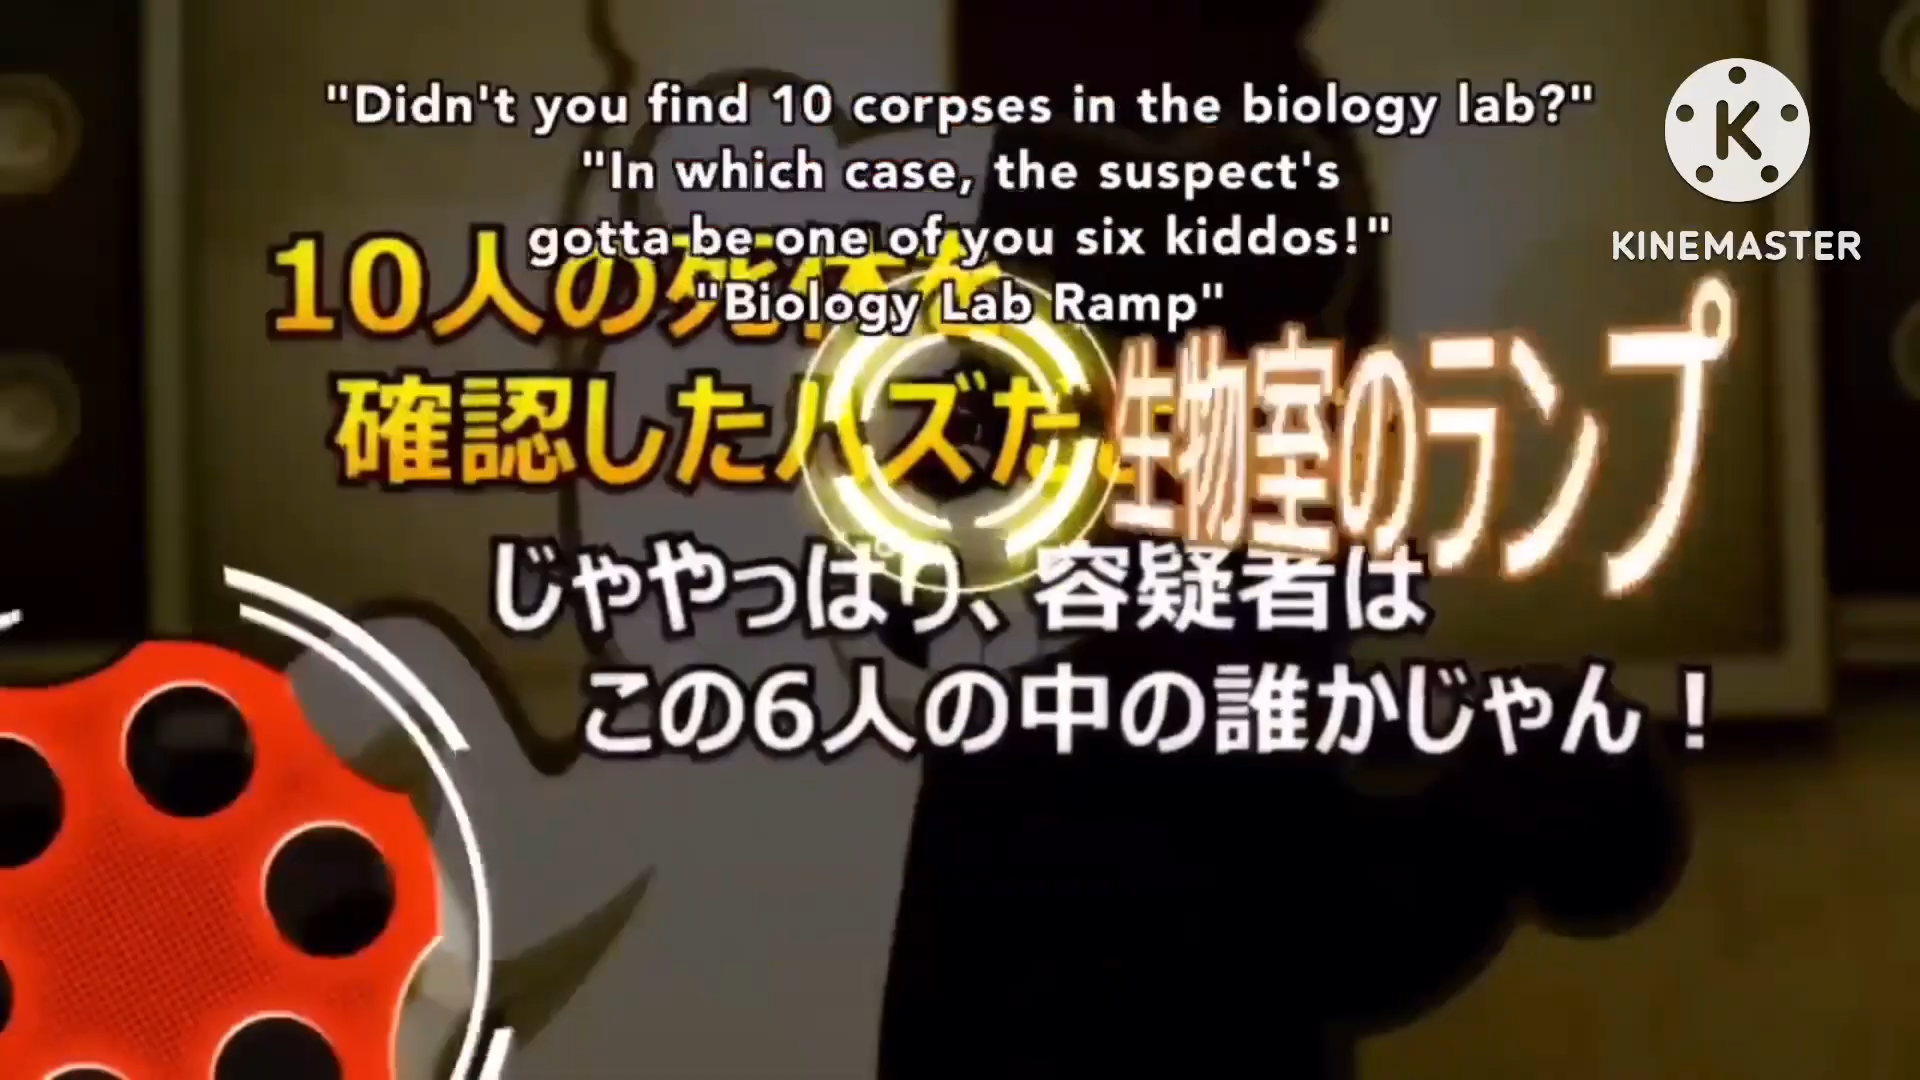 "Didn't you find 10 corpses in the biology lab?"
"In which case, the suspect's
gotta be one of you six kiddos!"
"Biology Lab Ramp"
K
KINEMASTER
10人の死体を
確認したハズだ
生物室のランプ
じゃやっぱり、容疑者は
この6人の中の誰かじゃん!